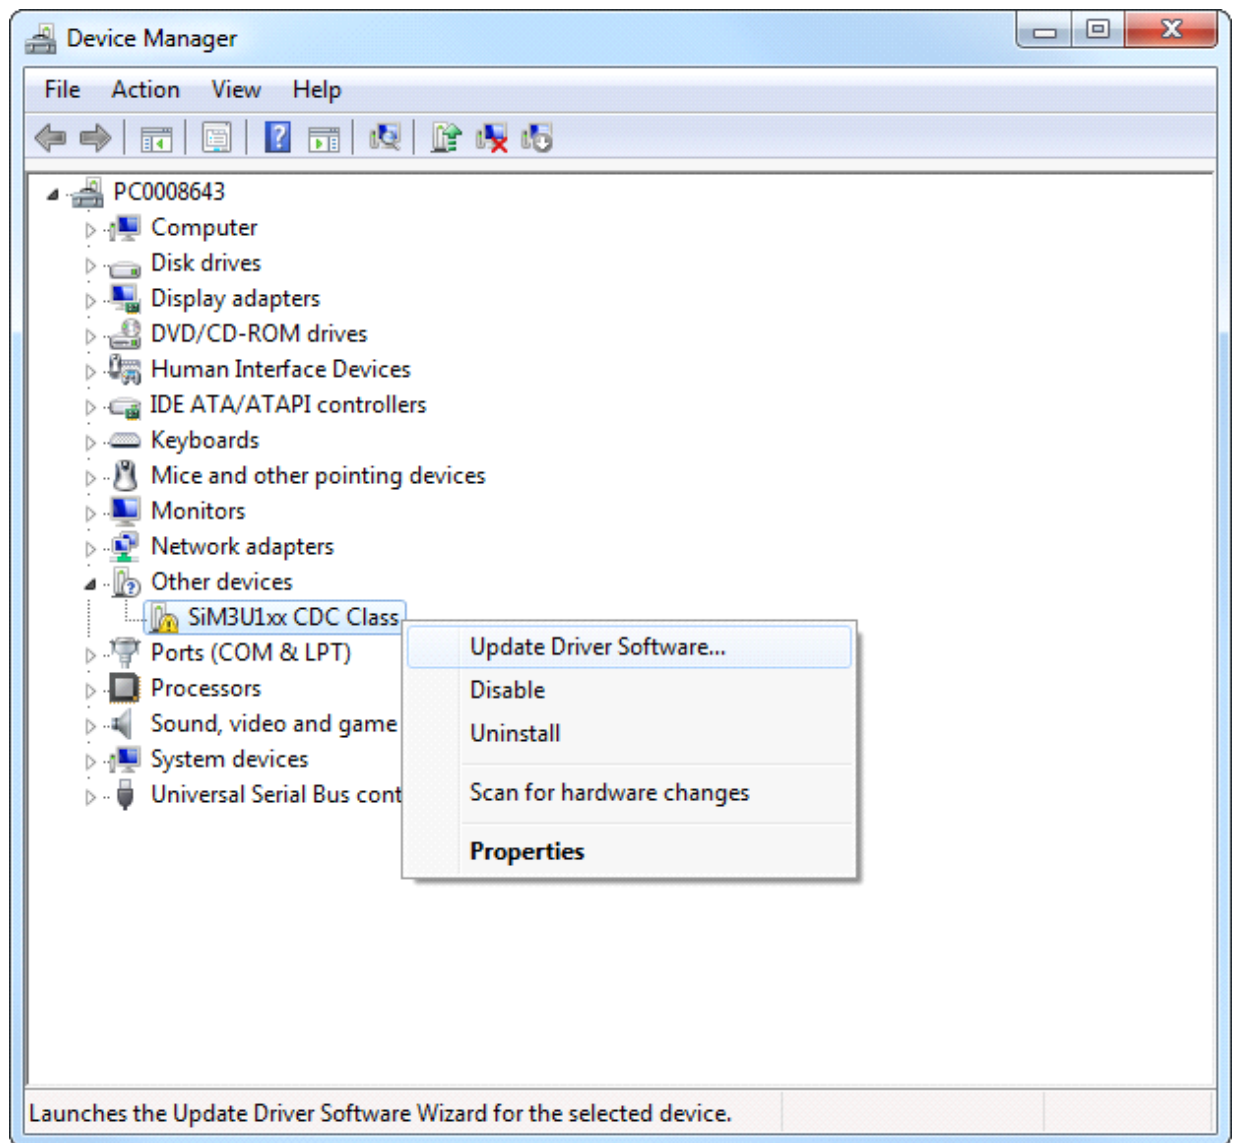 Device Manager
File Action View Help
PC0008643
Computer
Disk drives
Display adapters
DVD/CD-ROM drives
Human Interface Devices
IDE ATA/ATAPI controllers
Keyboards
Mice and other pointing devices
Monitors
Network adapters
Other devices
SiM3U1xx CDC Class
Update Driver Software...
Ports (COM & LPT)
Processors
Disable
Sound, video and game
Uninstall
System devices
Universal Serial Bus cont
Scan for hardware changes
Properties
Launches the Update Driver Software Wizard for the selected device.